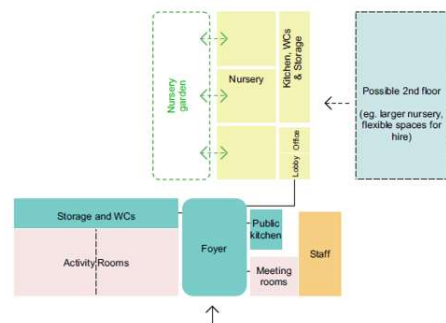 Nursery
garden
Nursery
Kitchen, WCs
& Storage
Lobby Office
Possible 2nd floor
(eg. larger nursery,
flexible spaces for
hire)
Storage and WCs
Activity Rooms
Foyer
Public
kitchen
Meeting
rooms
Staff